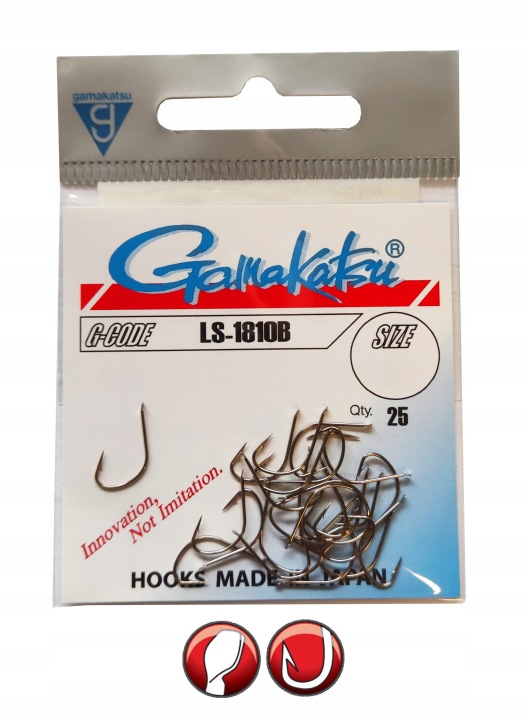 gamakatsu
Gamakatsu®
G-CODE LS-1810B SIZE
Qty. 25
Innovation,
Not Imitation.
HOOKS MADE IN JAPAN